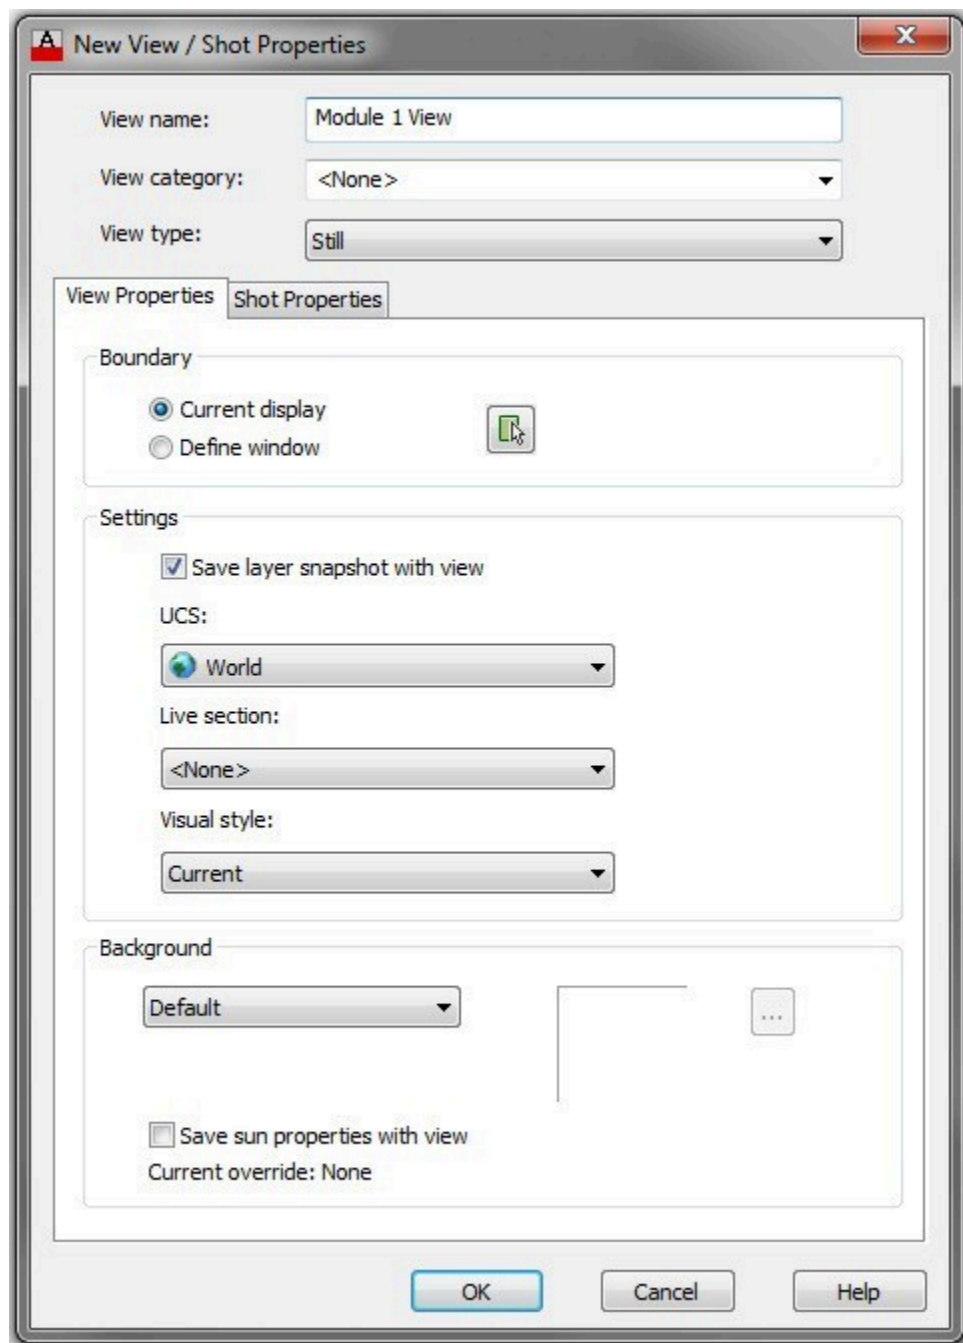 New View / Shot Properties
View name: Module 1 View
View category: <None>
View type: Still
View Properties Shot Properties
Boundary
Current display
Define window
Settings
Save layer snapshot with view
UCS:
World
Live section:
<None>
Visual style:
Current
Background
Default ...
Save sun properties with view
Current override: None
OK Cancel Help